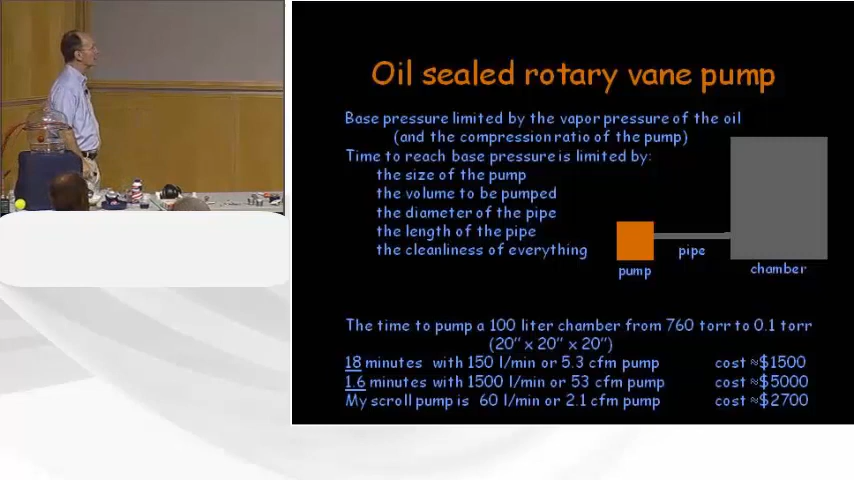 Oil sealed rotary vane pump
Base pressure limited by the vapor pressure of the oil
(and the compression ratio of the pump)
Time to reach base pressure is limited by:
the size of the pump
the volume to be pumped
the diameter of the pipe
the length of the pipe
the cleanliness of everything
pump
pipe
chamber
The time to pump a 100 liter chamber from 760 torr to 0.1 torr
(20" x 20" x 20")
18 minutes with 150 l/min or 5.3 cfm pump cost ≈$1500
1.6 minutes with 1500 l/min or 53 cfm pump cost ≈$5000
My scroll pump is 60 l/min or 2.1 cfm pump cost ≈$2700